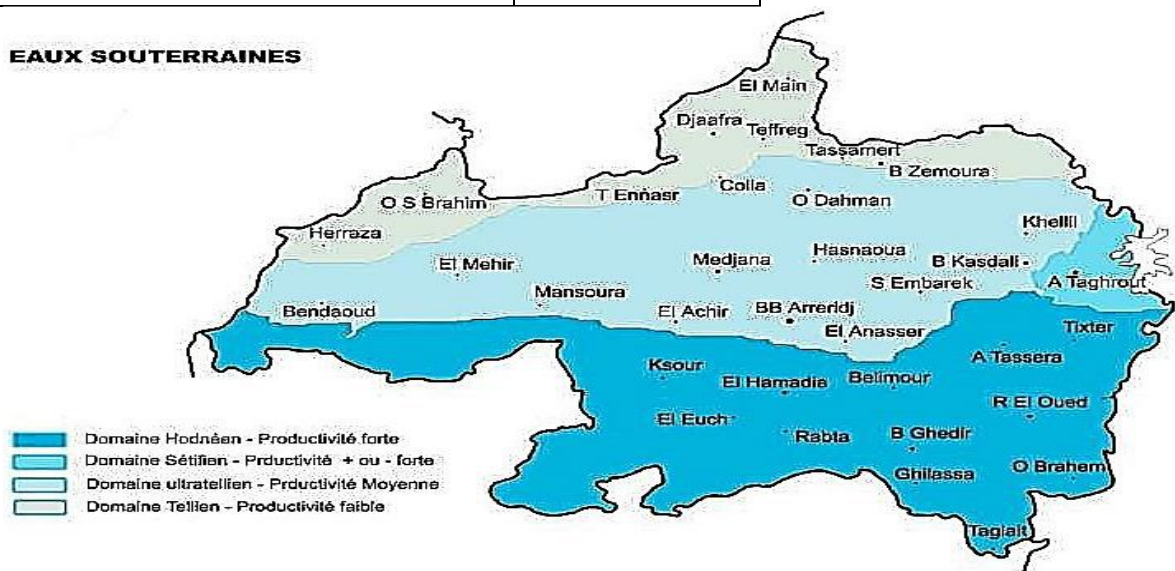 EAUX SOUTERRAINES
El Main
Djaafra
Teffreg
Tassamert
B Zemoura
Colla
T Ennasr
O Dahman
O S Brahim
Khellil
Herraza
Hasnaoua
Medjana
B Kasdali
El Mehir
S Embarek
A Taghrout
Mansoura
Bendaoud
El Achir
BB Arreridj
El Anasser
Tixter
A Tassera
Ksour
El Hamadia
Belimour
R El Oued
El Euch
Rabta
B Ghedir
Ghilassa
O Brahem
Taglait
Domaine Hodnéen - Productivité forte
Domaine Sétifien - Prductivité + ou - forte
Domaine ultratellien - Prductivité Moyenne
Domaine Tellien - Productivité faible